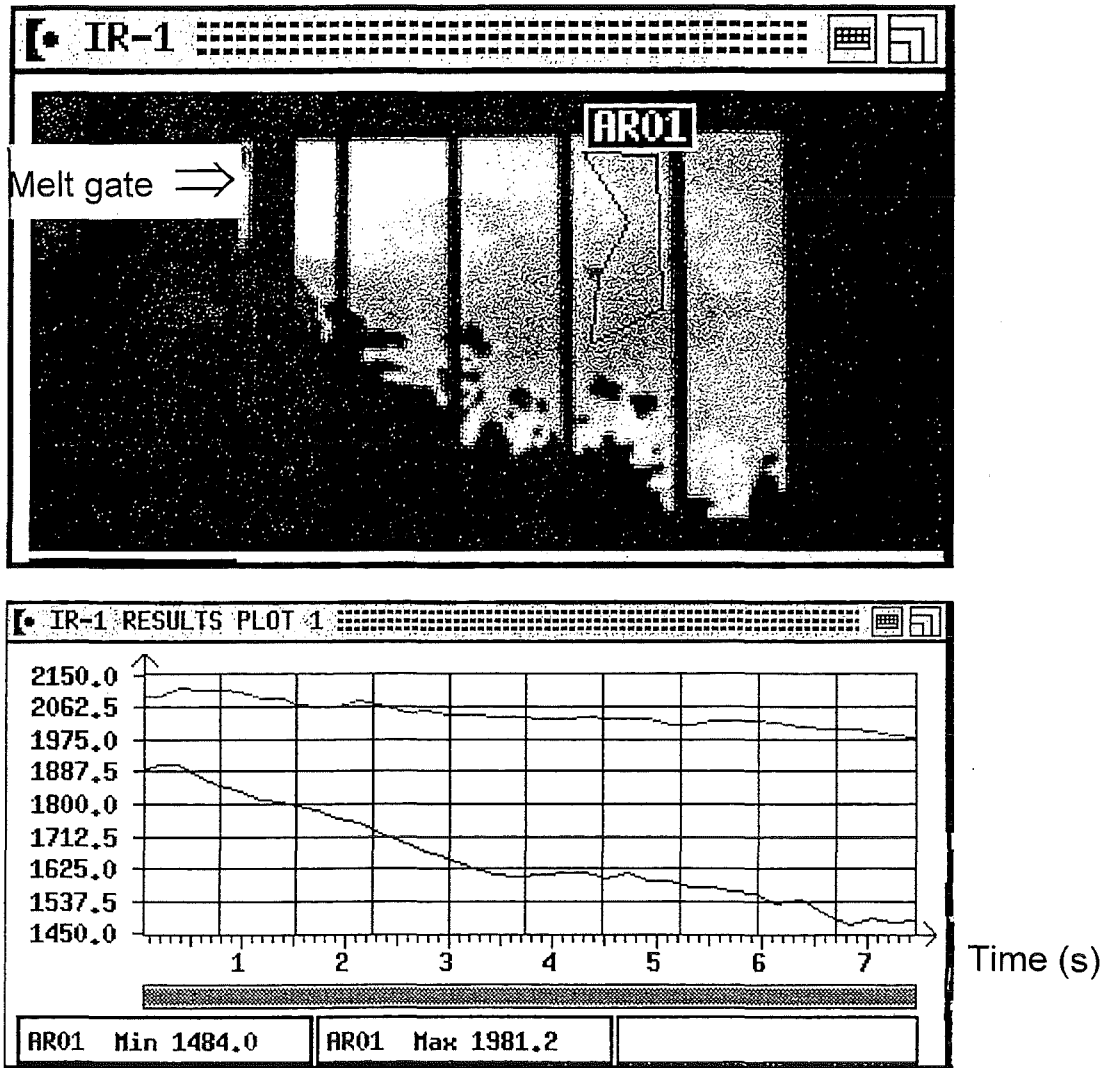 IR-1
AR01
Melt gate
IR-1 RESULTS PLOT 1
2150.0
2062.5
1975.0
1887.5
1800.0
1712.5
1625.0
1537.5
1450.0
1 2 3 4 5 6 7
Time (s)
AR01 Min 1484.0 AR01 Max 1981.2